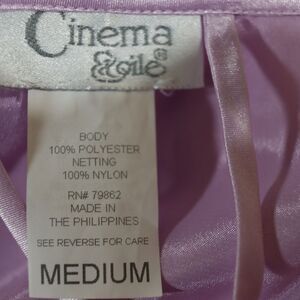 Cinema
Etoile®
BODY
100% POLYESTER
NETTING
100% NYLON
RN# 79862
MADE IN
THE PHILIPPINES
SEE REVERSE FOR CARE
MEDIUM